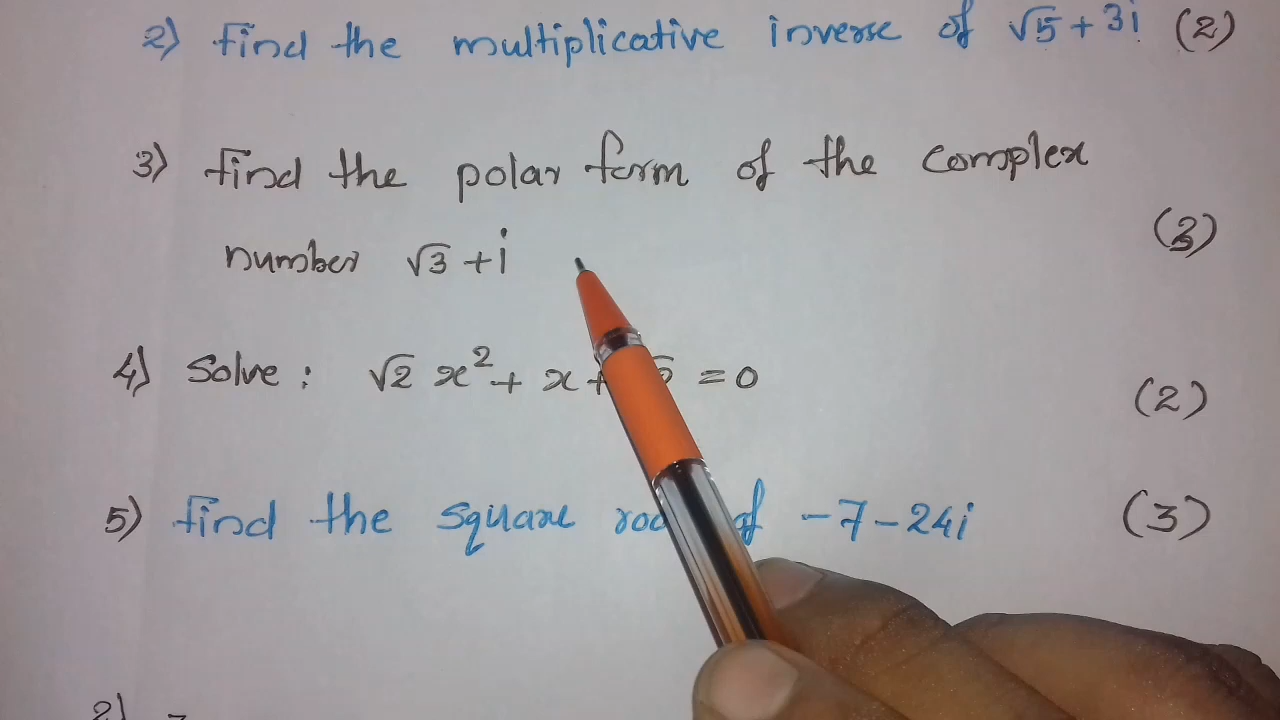 2) Find the multiplicative inverse of √5 + 3i (2)
3) Find the polar form of the complex
number √3 + i (3)
4) Solve : √2 x² + x + = 0 (2)
5) Find the square of -7-24i (3)
2)